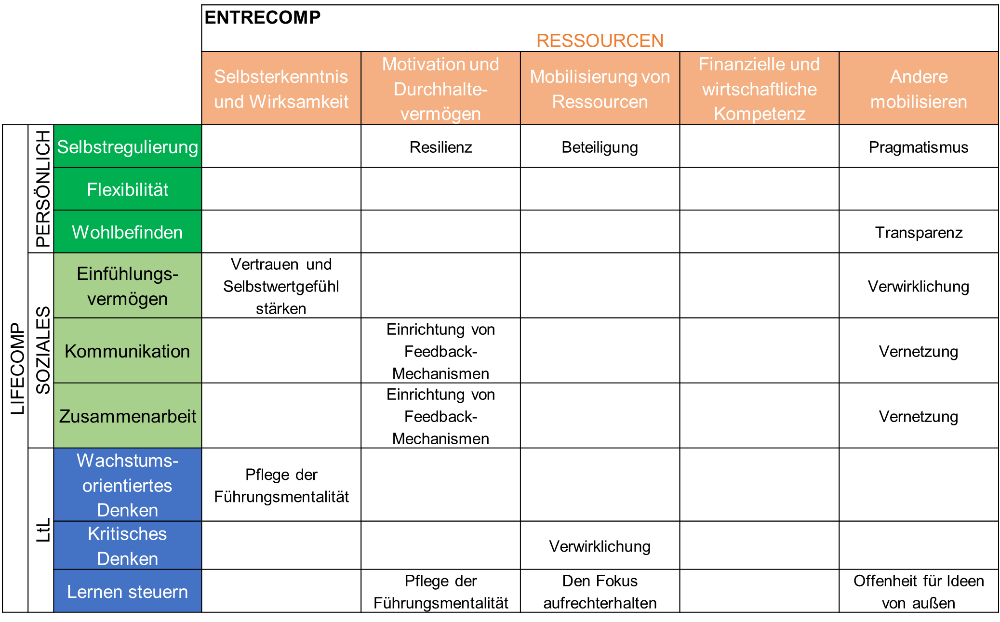 ENTRECOMP
RESSOURCEN
Selbsterkenntnis
und Wirksamkeit
Motivation und
Durchhalte-
vermögen
Mobilisierung von
Ressourcen
Finanzielle und
wirtschaftliche
Kompetenz
Andere
mobilisieren
LIFECOMP
PERSÖNLICH
Selbstregulierung
Resilienz
Beteiligung
Pragmatismus
Flexibilität
Wohlbefinden
Transparenz
SOZIALES
Einfühlungs-
vermögen
Vertrauen und
Selbstwertgefühl
stärken
Verwirklichung
Kommunikation
Einrichtung von
Feedback-
Mechanismen
Vernetzung
Zusammenarbeit
Einrichtung von
Feedback-
Mechanismen
Vernetzung
LtL
Wachstums-
orientiertes
Denken
Pflege der
Führungsmentalität
Kritisches
Denken
Verwirklichung
Lernen steuern
Pflege der
Führungsmentalität
Den Fokus
aufrechterhalten
Offenheit für Ideen
von außen